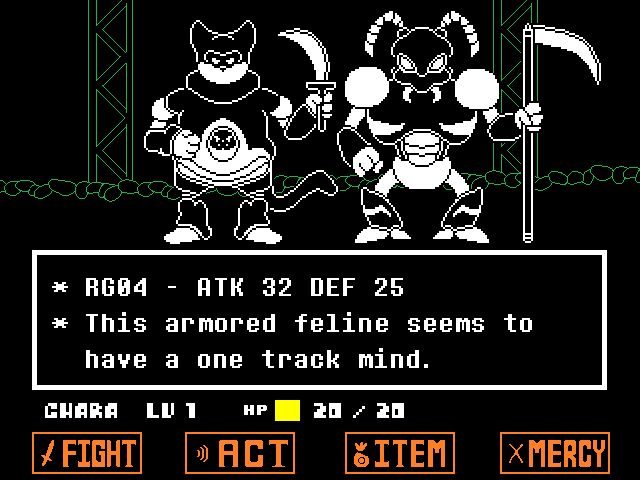 * RG04 - ATK 32 DEF 25
* This armored feline seems to
have a one track mind.
CHARA LV 1 HP 20 / 20
FIGHT ACT ITEM MERCY